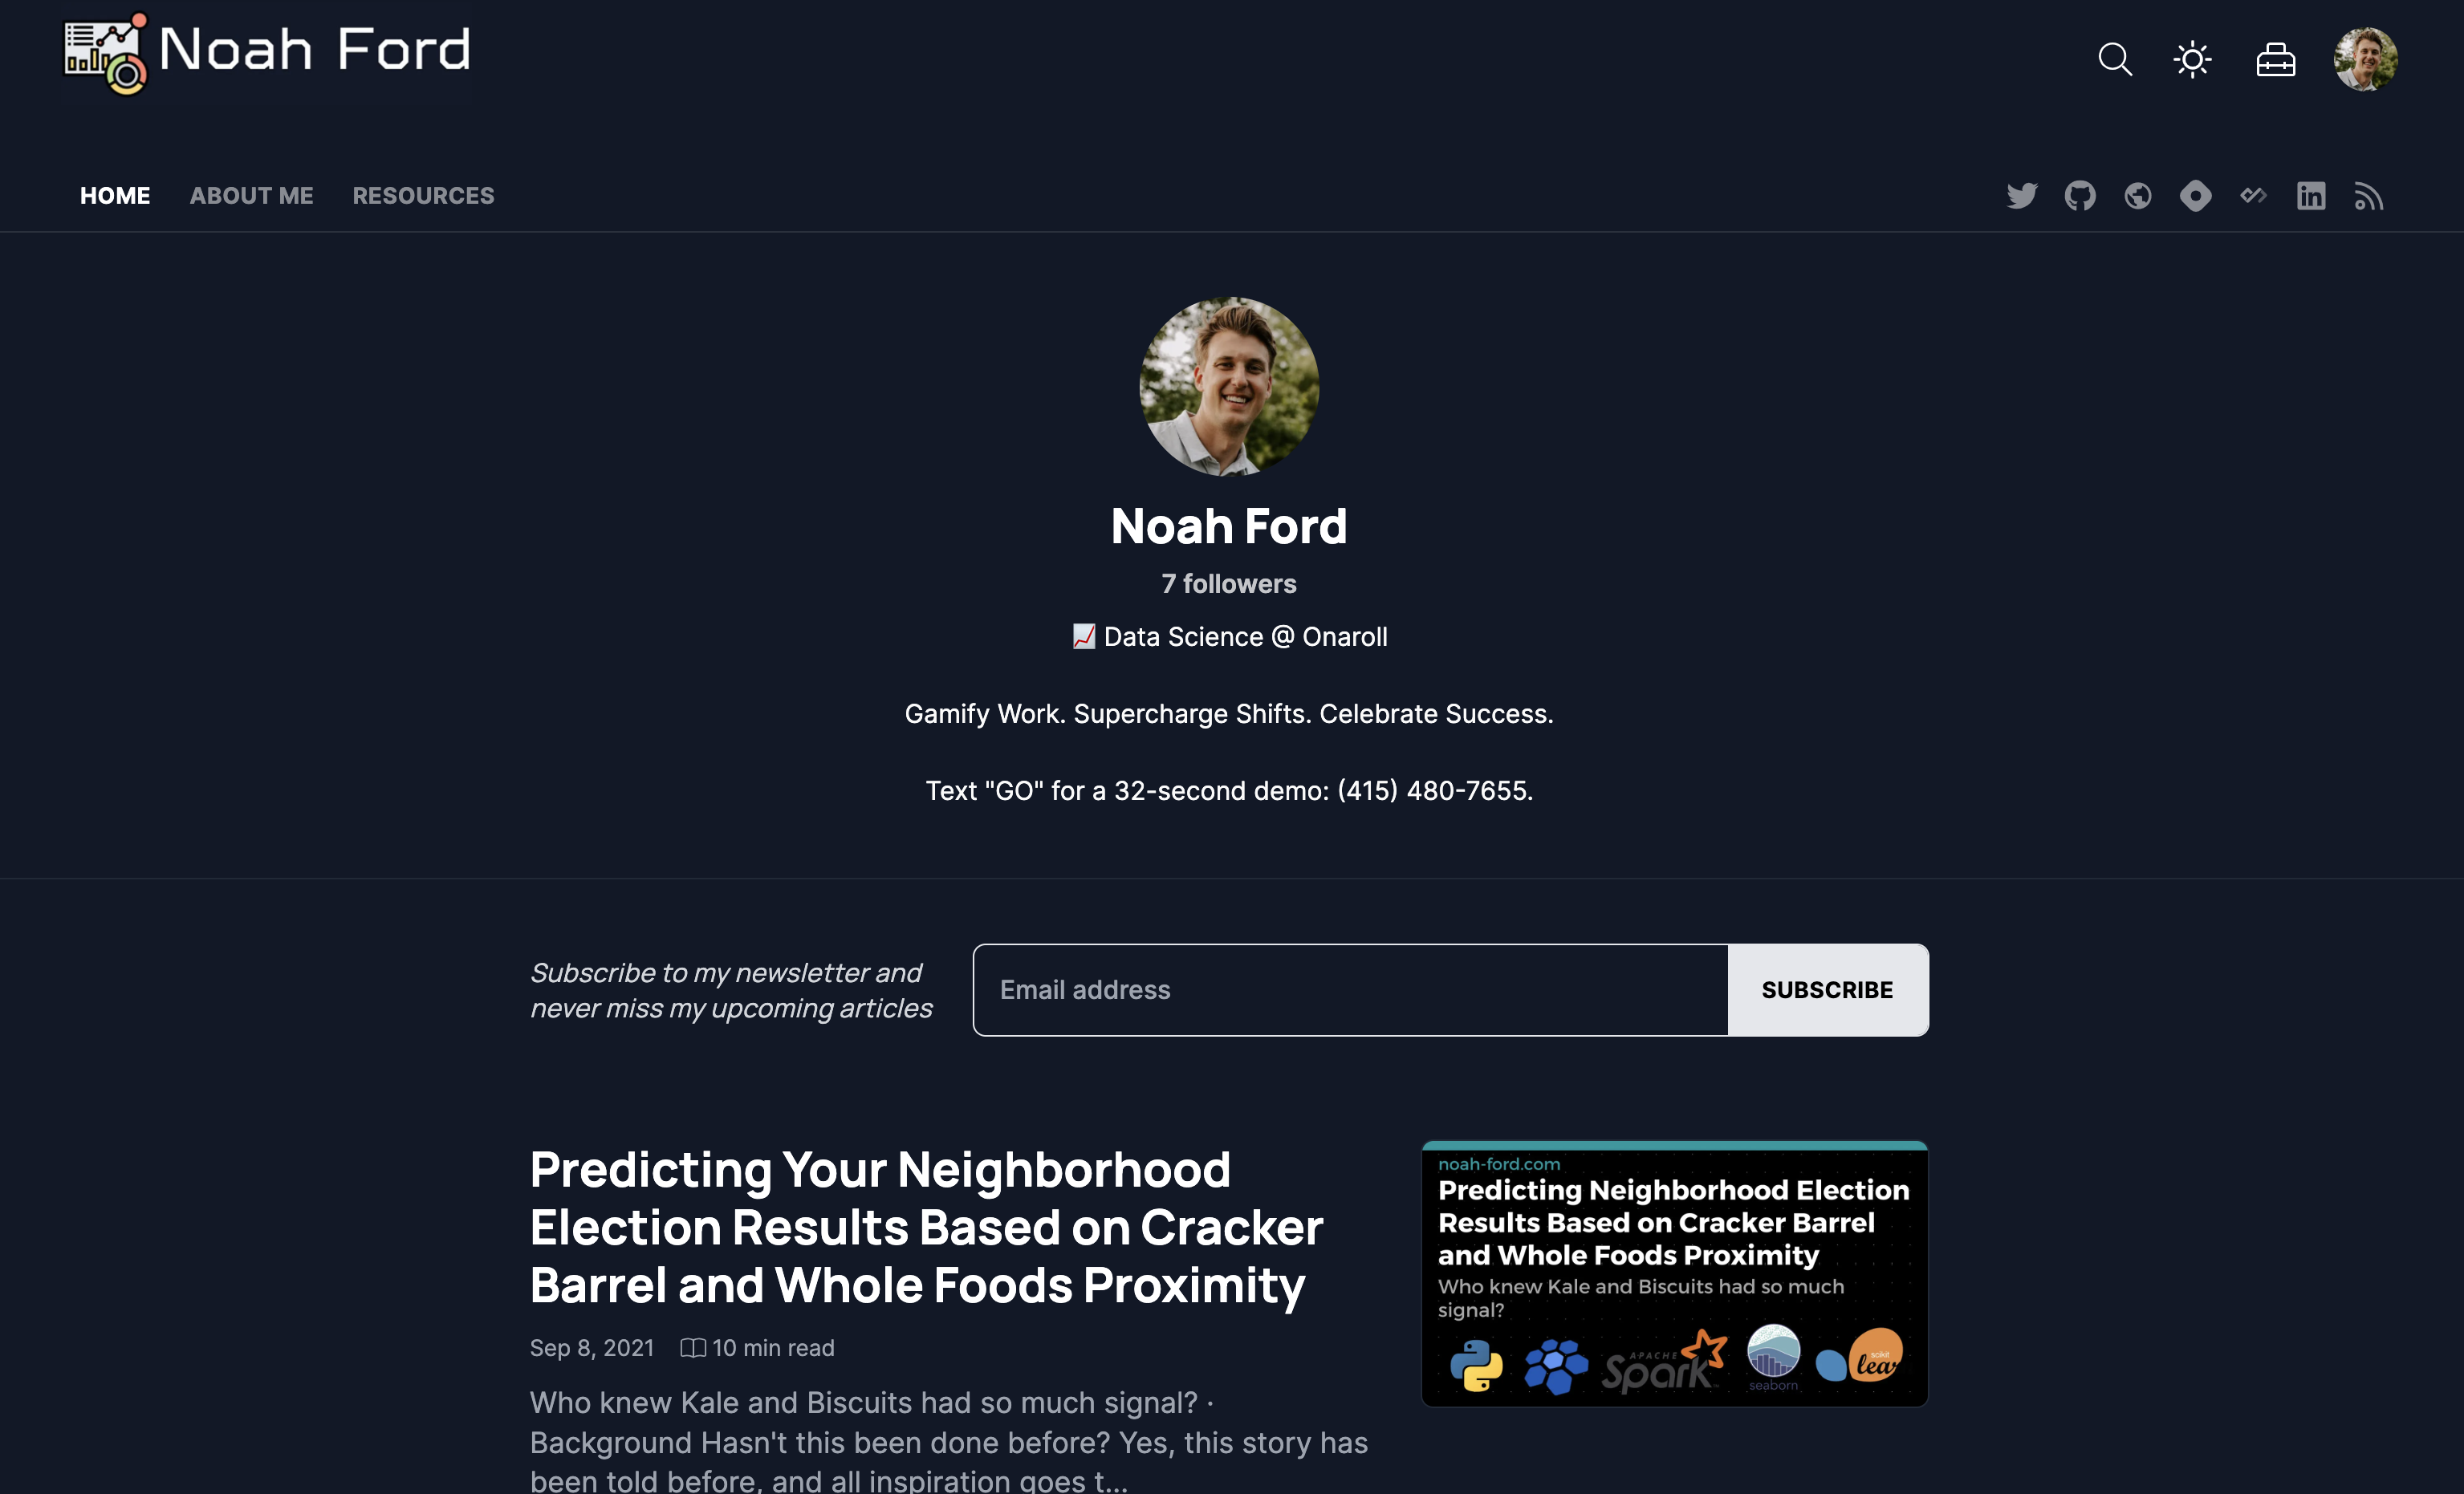 Noah Ford
HOME ABOUT ME RESOURCES
Noah Ford
7 followers
📈 Data Science @ Onaroll
Gamify Work. Supercharge Shifts. Celebrate Success.
Text "GO" for a 32-second demo: (415) 480-7655.
Subscribe to my newsletter and
never miss my upcoming articles
Email address
SUBSCRIBE
Predicting Your Neighborhood
Election Results Based on Cracker
Barrel and Whole Foods Proximity
Sep 8, 2021 10 min read
Who knew Kale and Biscuits had so much signal? ·
Background Hasn't this been done before? Yes, this story has
been told before, and all inspiration goes t...
noah-ford.com
Predicting Neighborhood Election
Results Based on Cracker Barrel
and Whole Foods Proximity
Who knew Kale and Biscuits had so much
signal?
APACHE
Spark
seaborn
scikit
lear